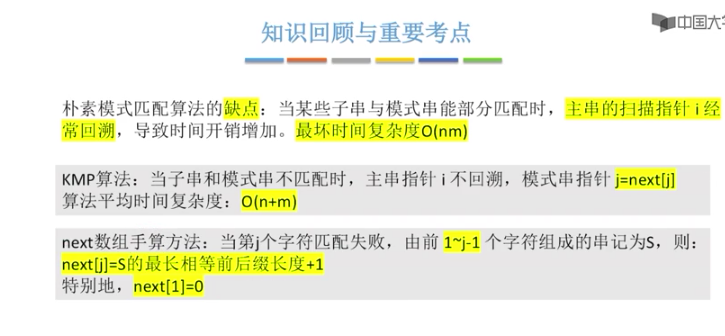 中国大
知识回顾与重要考点
朴素模式匹配算法的缺点：当某些子串与模式串能部分匹配时，主串的扫描指针 i 经
常回溯，导致时间开销增加。最坏时间复杂度O(nm)
KMP算法：当子串和模式串不匹配时，主串指针 i 不回溯，模式串指针 j=next[j]
算法平均时间复杂度：O(n+m)
next数组手算方法：当第j个字符匹配失败，由前 1~j-1 个字符组成的串记为S，则：
next[j]=S的最长相等前后缀长度+1
特别地，next[1]=0